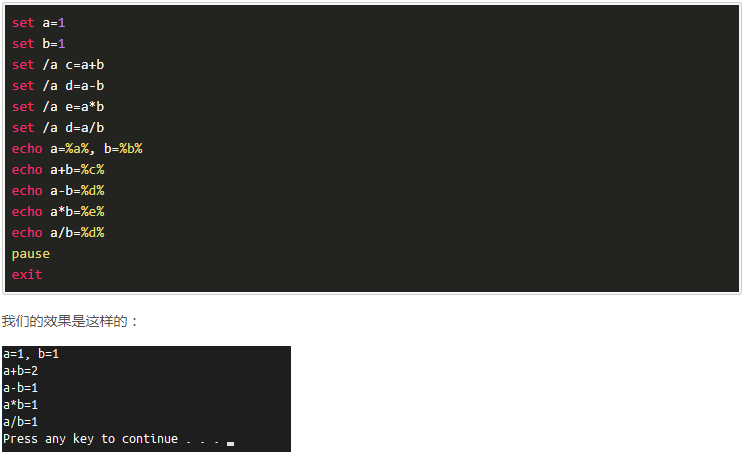 set a=1
set b=1
set /a c=a+b
set /a d=a-b
set /a e=a*b
set /a d=a/b
echo a=%a%, b=%b%
echo a+b=%c%
echo a-b=%d%
echo a*b=%e%
echo a/b=%d%
pause
exit
我们的效果是这样的：
a=1, b=1
a+b=2
a-b=1
a*b=1
a/b=1
Press any key to continue . . .